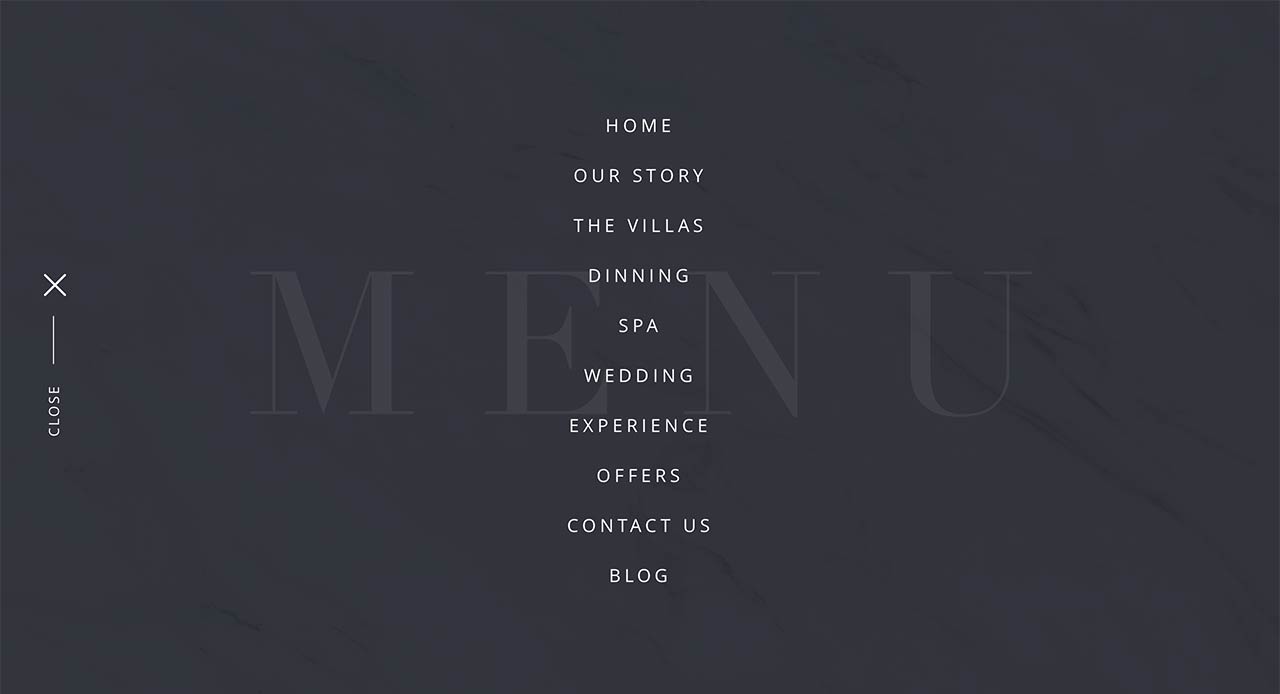 HOME
OUR STORY
THE VILLAS
MENU
DINNING
SPA
WEDDING
EXPERIENCE
OFFERS
CONTACT US
BLOG
CLOSE